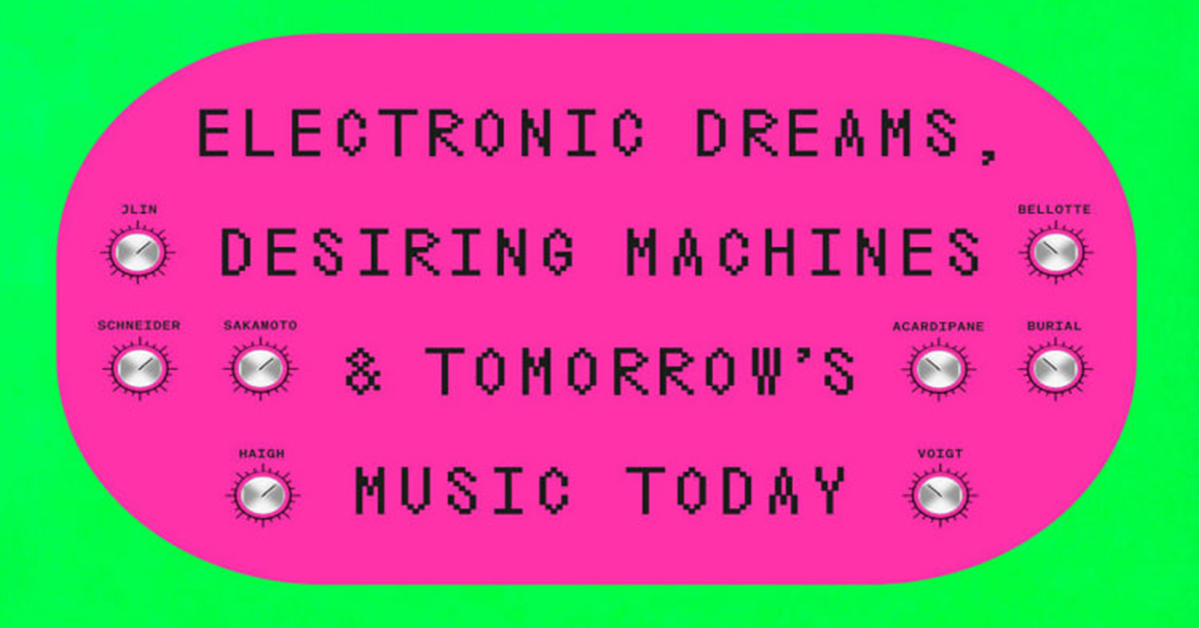 ELECTRONIC DREAMS,
JLIN
DESIRING MACHINES
BELLOTTE
SCHNEIDER
SAKAMOTO
& TOMORROW'S
ACARDIPANE
BURIAL
HAIGH
MUSIC TODAY
VOIGT